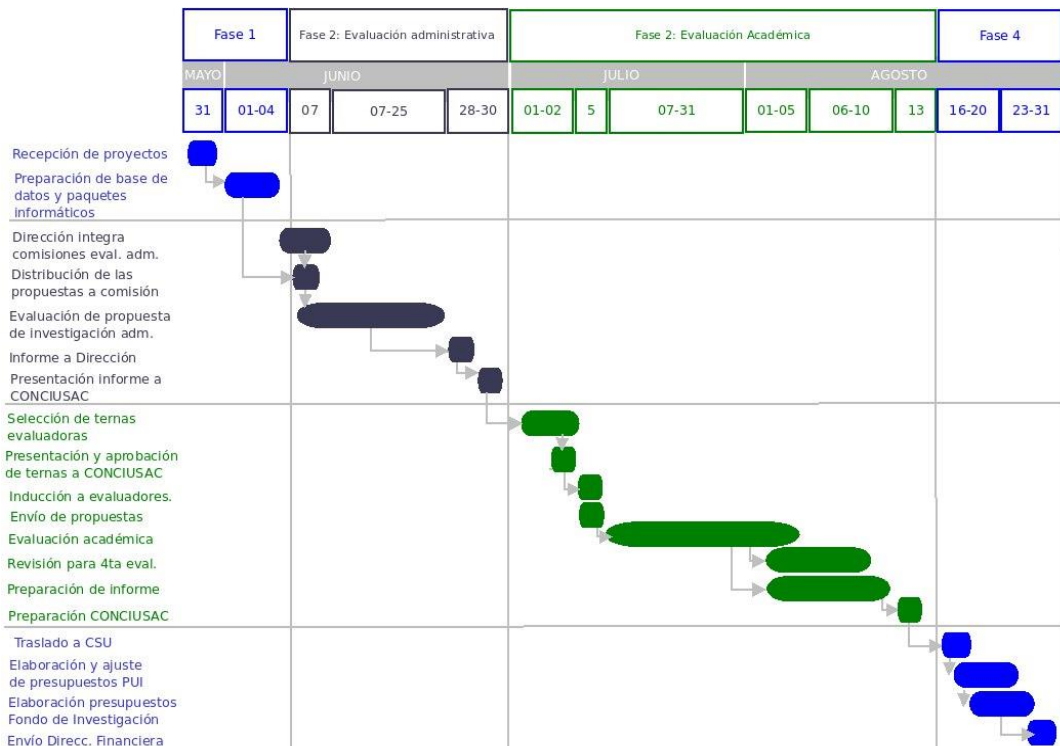 Fase 1
Fase 2: Evaluación administrativa
Fase 2: Evaluación Académica
Fase 4
MAYO
JUNIO
JULIO
AGOSTO
31
01-04
07
07-25
28-30
01-02
5
07-31
01-05
06-10
13
16-20
23-31
Recepción de proyectos
Preparación de base de
datos y paquetes
informáticos
Dirección integra
comisiones eval. adm.
Distribución de las
propuestas a comisión
Evaluación de propuesta
de investigación adm.
Informe a Dirección
Presentación informe a
CONCIUSAC
Selección de ternas
evaluadoras
Presentación y aprobación
de ternas a CONCIUSAC
Inducción a evaluadores.
Envío de propuestas
Evaluación académica
Revisión para 4ta eval.
Preparación de informe
Preparación CONCIUSAC
Traslado a CSU
Elaboración y ajuste
de presupuestos PUI
Elaboración presupuestos
Fondo de Investigación
Envío Direcc. Financiera